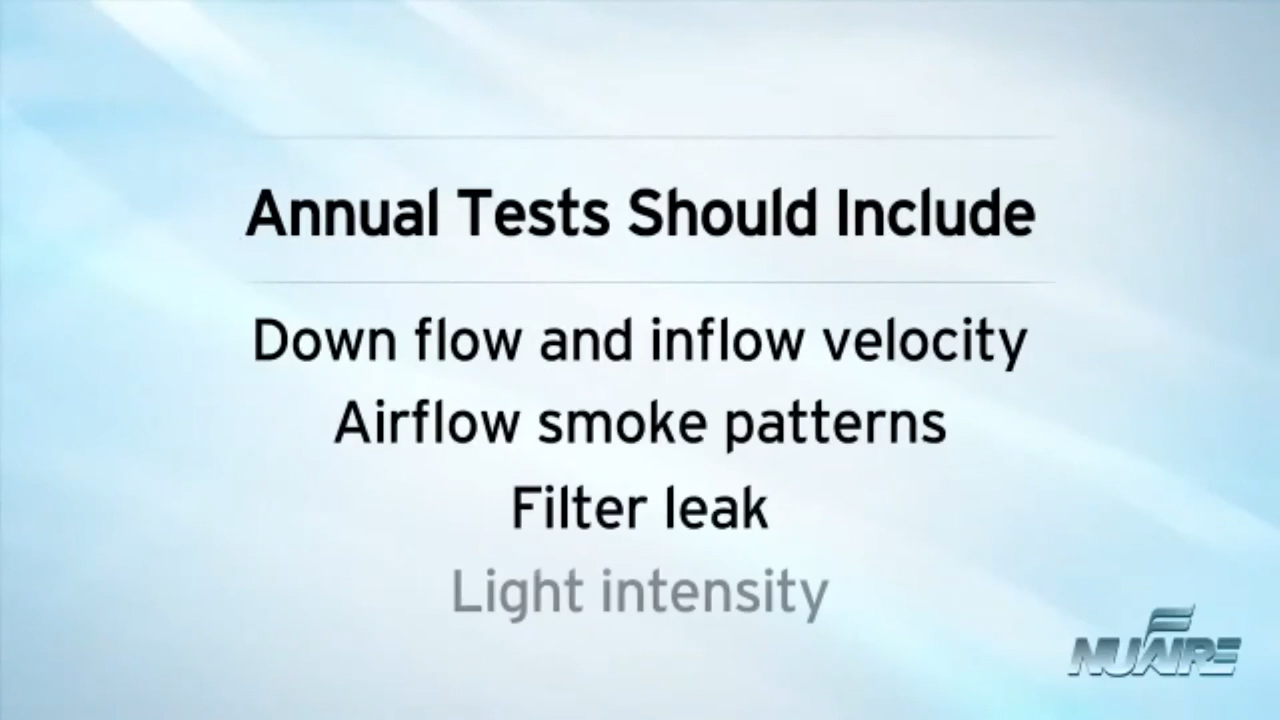 Annual Tests Should Include
Down flow and inflow velocity
Airflow smoke patterns
Filter leak
Light intensity
NUAIRE